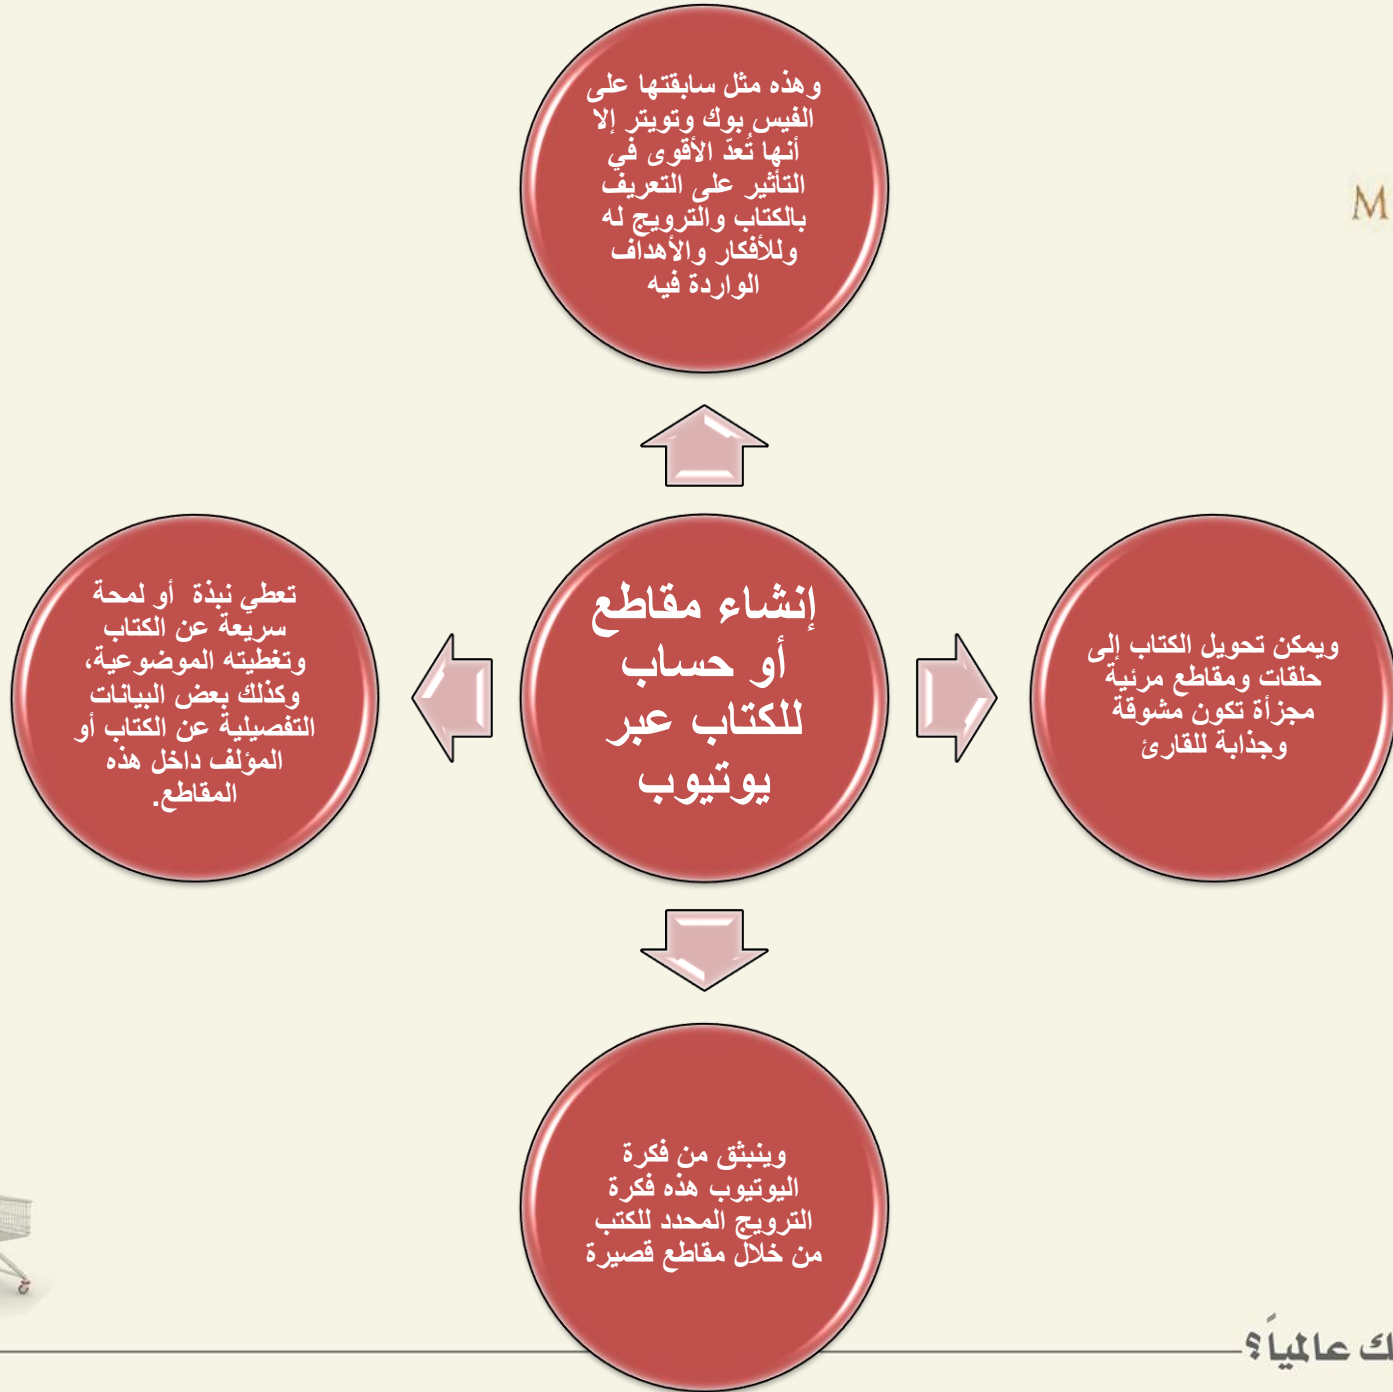 وهذه مثل سابقتها على
الفيس بوك وتويتر إلا
أنها تُعدّ الأقوى في
التأثير على التعريف
بالكتاب والترويج له
وللأفكار والأهداف
الواردة فيه
M
إنشاء مقاطع
أو حساب
للكتاب عبر
يوتيوب
ويمكن تحويل الكتاب إلى
حلقات ومقاطع مرئية
مجزأة تكون مشوقة
وجذابة للقارئ
تعطي نبذة أو لمحة
سريعة عن الكتاب
وتغطيته الموضوعية،
وكذلك بعض البيانات
التفصيلية عن الكتاب أو
المؤلف داخل هذه
المقاطع.
وينبثق من فكرة
اليوتيوب هذه فكرة
الترويج المحدد للكتب
من خلال مقاطع قصيرة
عالمياً؟